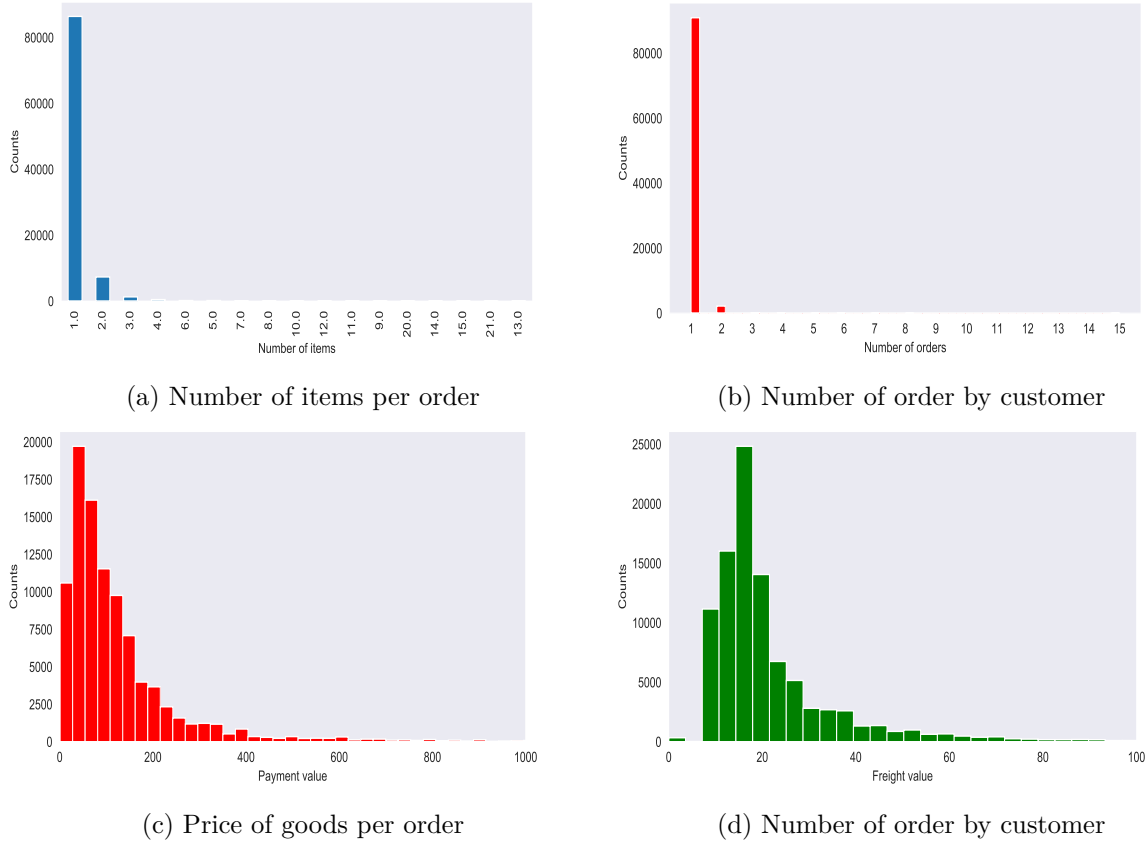 80000
60000
40000
20000
0
Counts
1.0 2.0 3.0 4.0 6.0 5.0 7.0 8.0 10.0 12.0 11.0 9.0 20.0 14.0 15.0 21.0 13.0
Number of items
(a) Number of items per order
80000
60000
40000
20000
0
Counts
1 2 3 4 5 6 7 8 9 10 11 12 13 14 15
Number of orders
(b) Number of order by customer
20000
17500
15000
12500
10000
7500
5000
2500
0
Counts
0 200 400 600 800 1000
Payment value
(c) Price of goods per order
25000
20000
15000
10000
5000
0
Counts
0 20 40 60 80 100
Freight value
(d) Number of order by customer